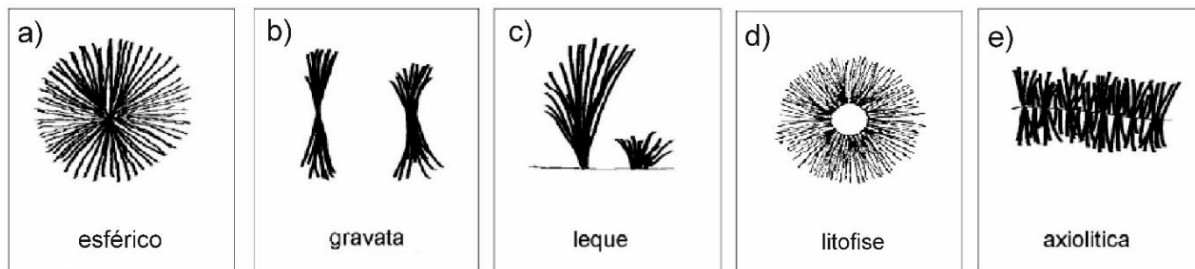 a)
esférico
b)
gravata
c)
leque
d)
litofise
e)
axiolitica